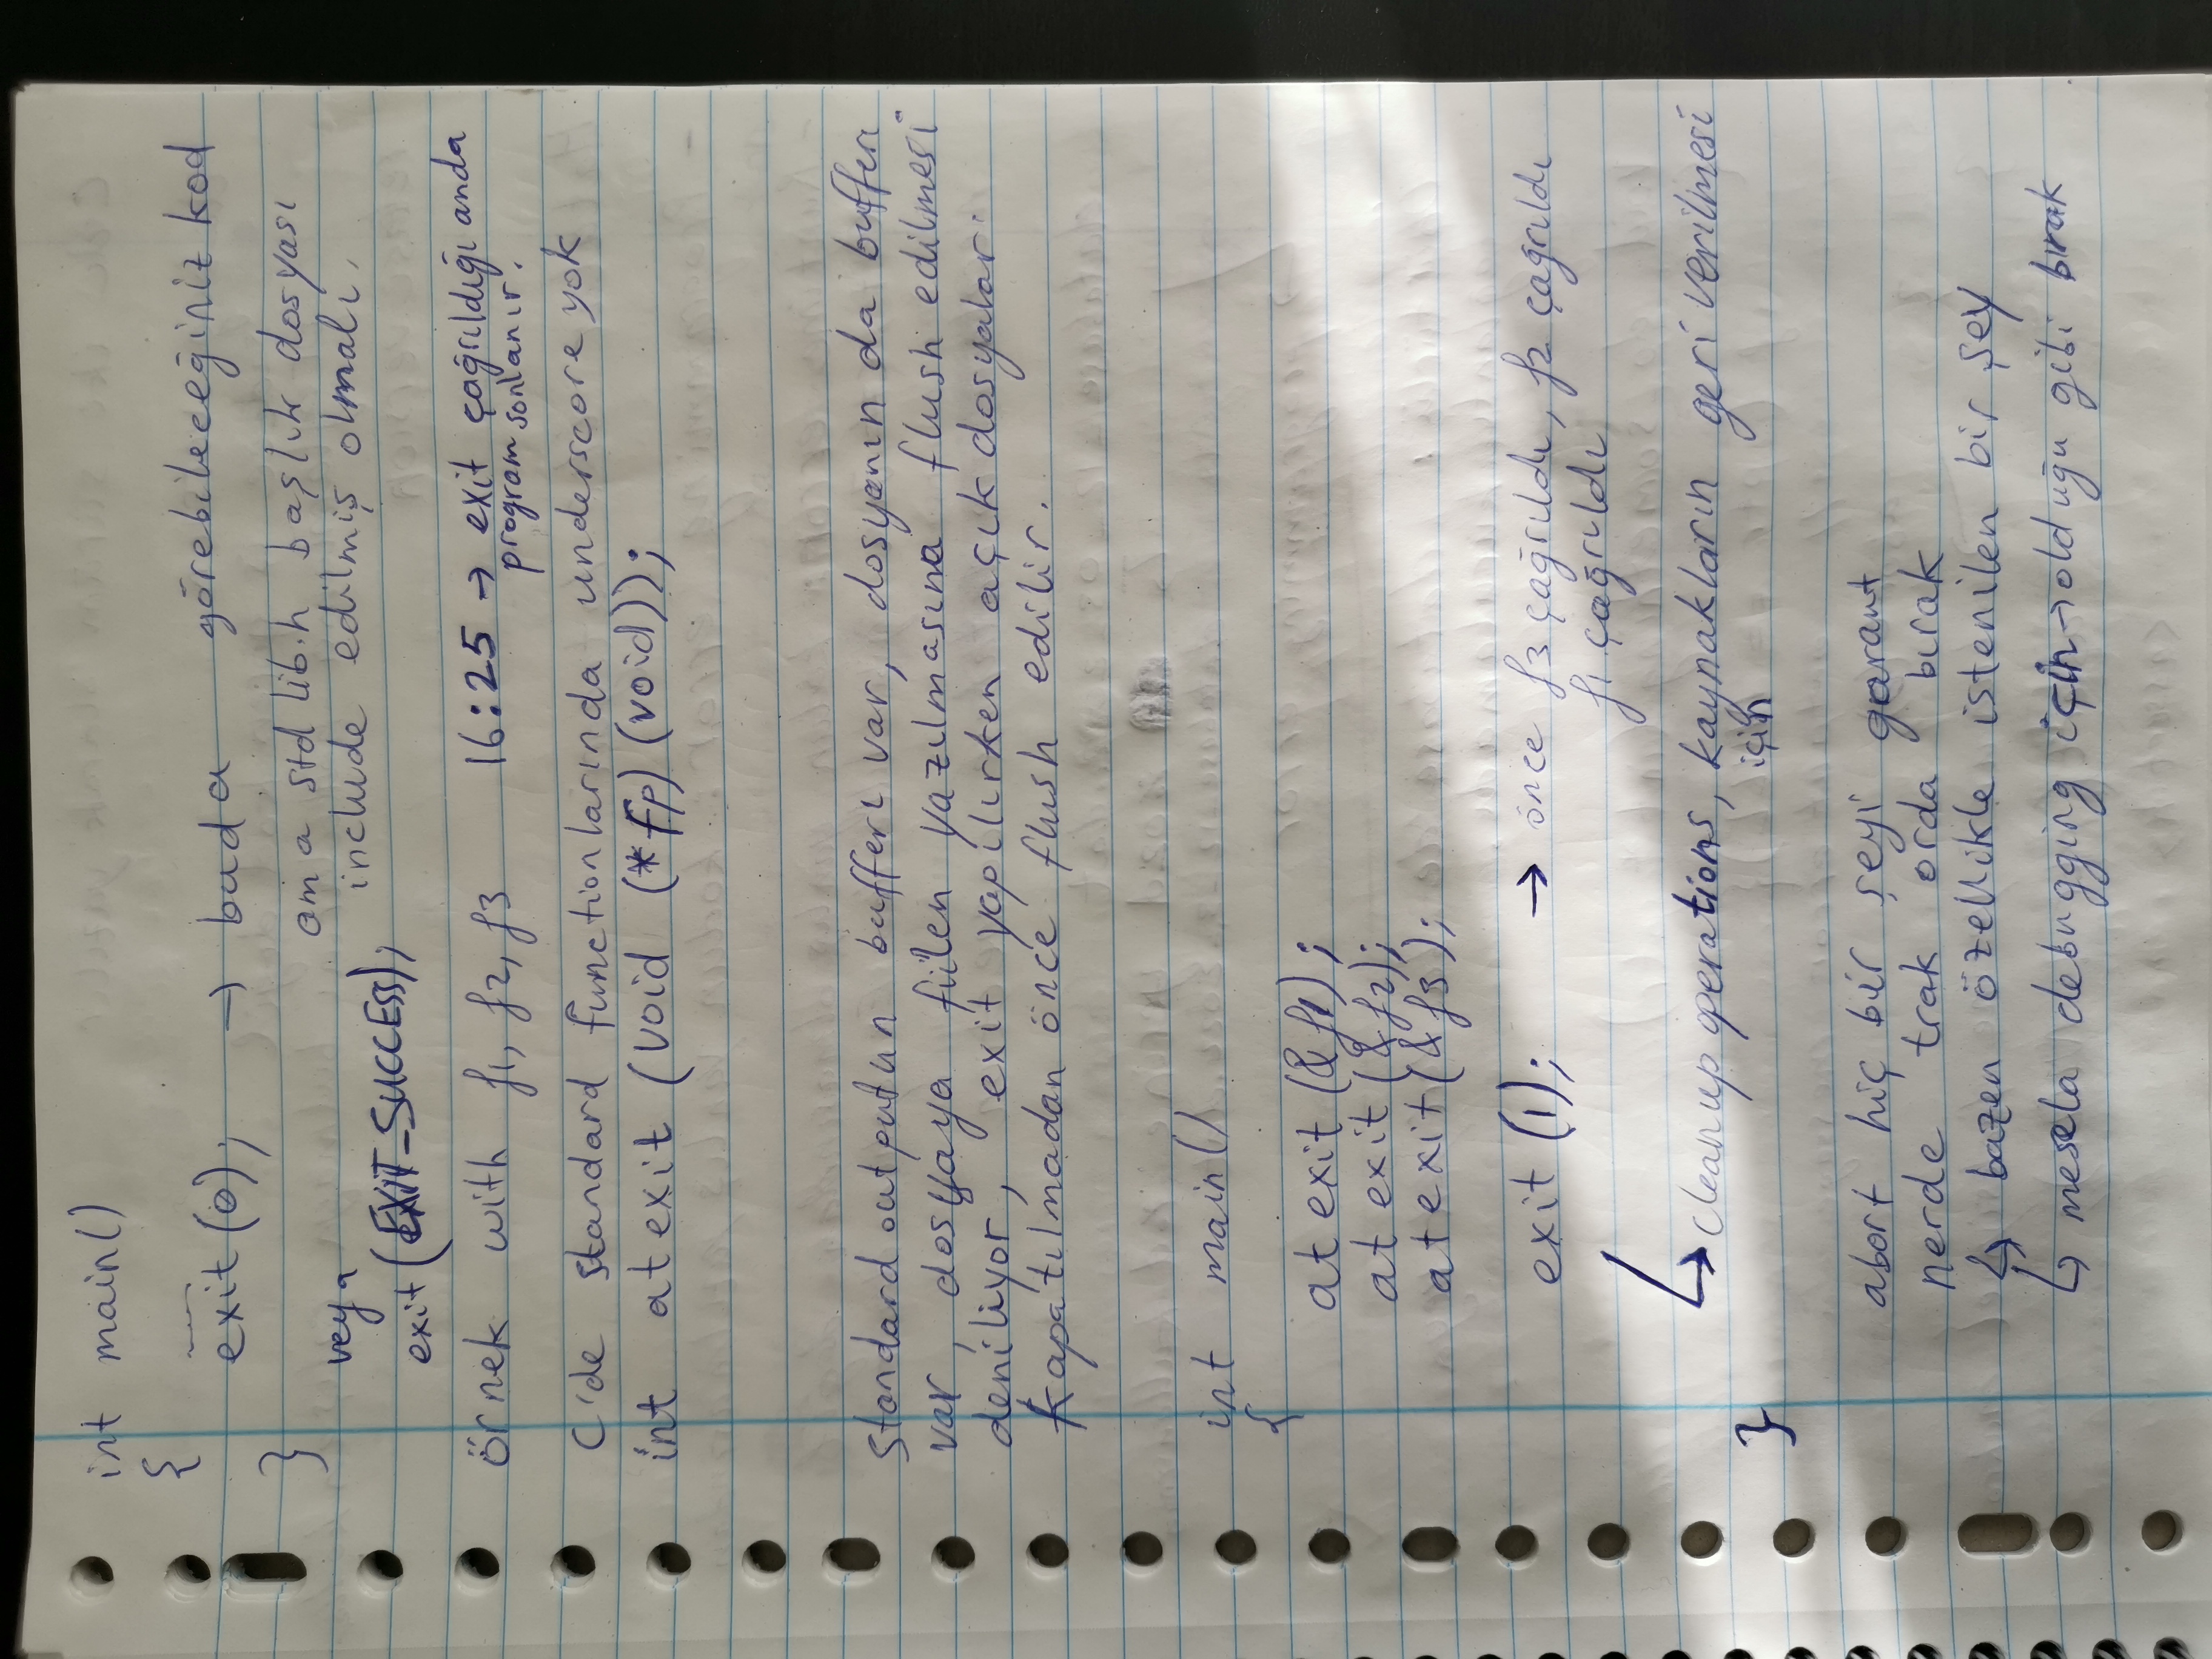 int main()
{
exit(0); → buda görebileceğiniz kod
} ama stdlib.h başlık dosyası
veya include edilmiş olmalı.
exit(EXIT_SUCCESS);
örnek with f1, f2, f3 16:25 → exit çağrıldığı anda
program sonlanır.
C'de standard functionlarında underscore yok
int atexit (void (*fp) (void));
standard outputun bufferı var, dosyanın da bufferı
var, dosyaya fiilen yazılmasına flush edilmesi
deniliyor, exit yapılırken açık dosyalar
kapatılmadan önce flush edilir.
int main()
{
atexit(&f1);
atexit(&f2);
atexit(&f3);
exit(1); → önce f3 çağrıldı, f2 çağrıldı
f1 çağrıldı
↳ cleanup operations, kaynakların geri verilmesi
için
}
abort hiç bir şeyi garant
nerde trak orda bırak
↳ bazen özellikle istenilen bir şey
↳ mesela debugging için → olduğu gibi bırak